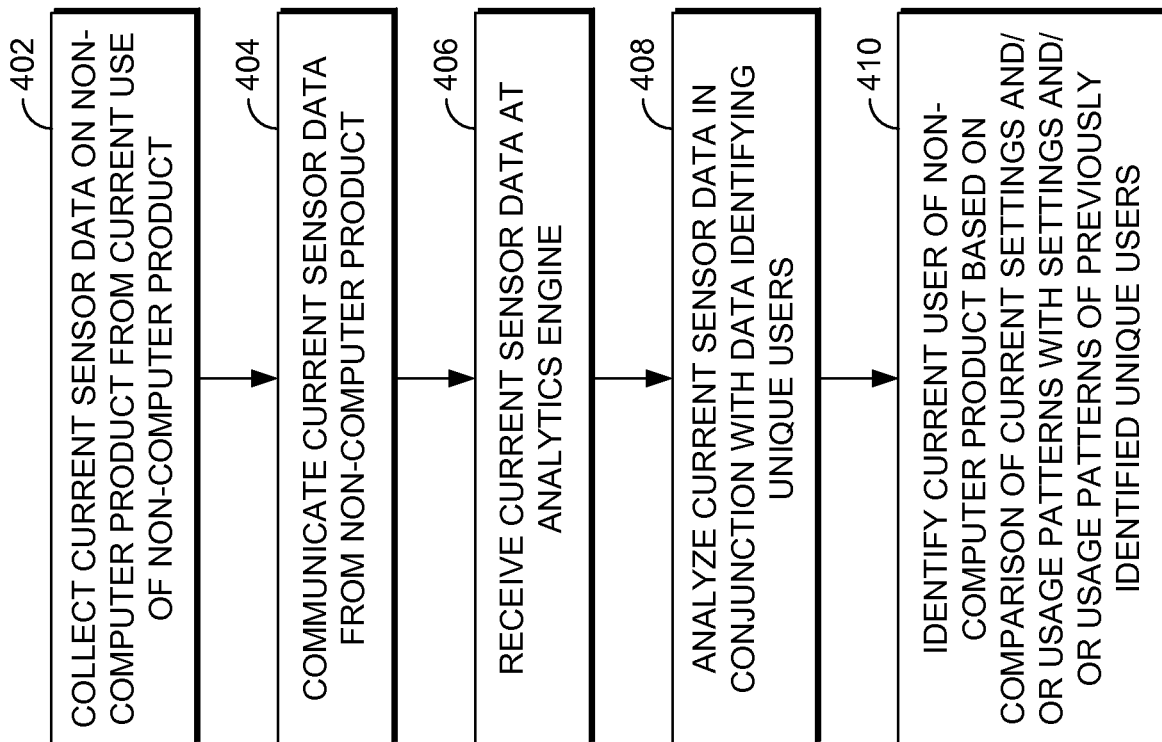 402
COLLECT CURRENT SENSOR DATA ON NON-
COMPUTER PRODUCT FROM CURRENT USE
OF NON-COMPUTER PRODUCT
404
COMMUNICATE CURRENT SENSOR DATA
FROM NON-COMPUTER PRODUCT
406
RECEIVE CURRENT SENSOR DATA AT
ANALYTICS ENGINE
408
ANALYZE CURRENT SENSOR DATA IN
CONJUNCTION WITH DATA IDENTIFYING
UNIQUE USERS
410
IDENTIFY CURRENT USER OF NON-
COMPUTER PRODUCT BASED ON
COMPARISON OF CURRENT SETTINGS AND/
OR USAGE PATTERNS WITH SETTINGS AND/
OR USAGE PATTERNS OF PREVIOUSLY
IDENTIFIED UNIQUE USERS